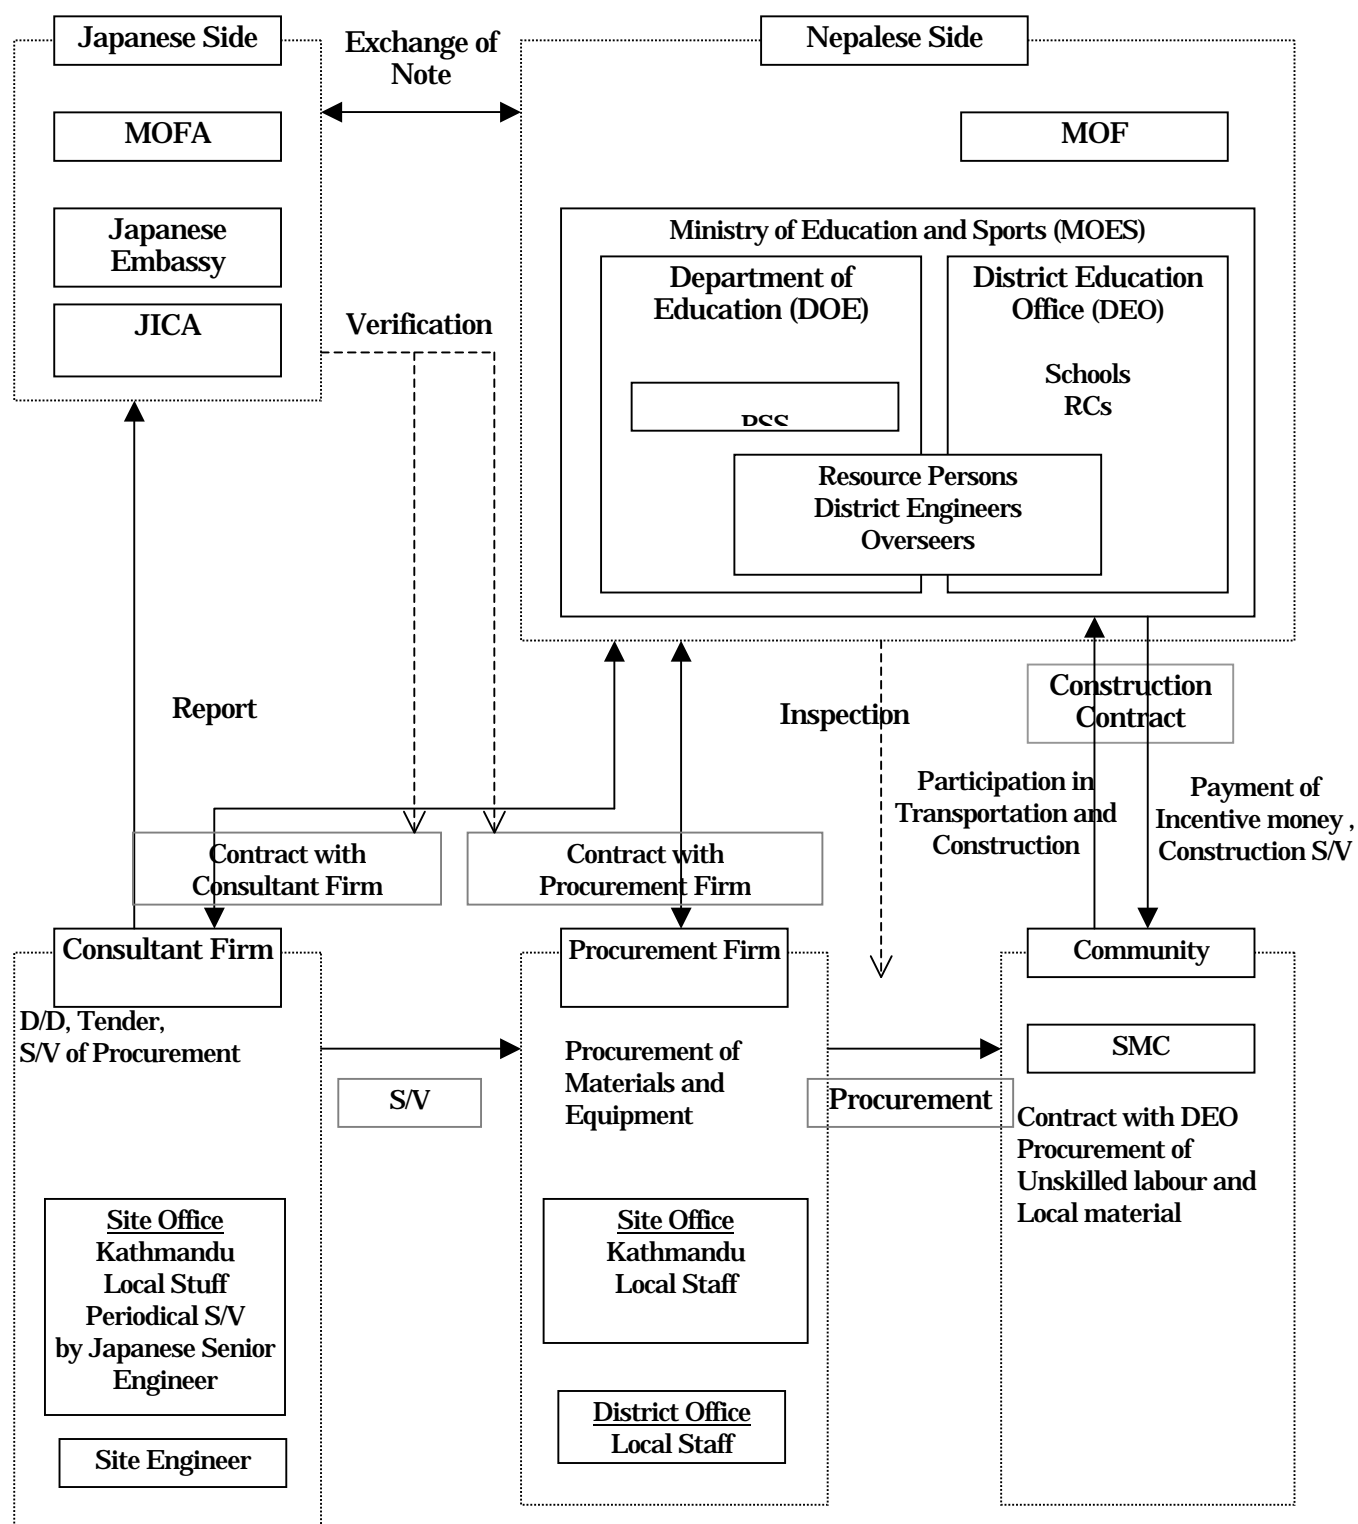 Japanese Side
Exchange of
Note
Nepalese Side
MOFA
MOF
Japanese
Embassy
JICA
Verification
Ministry of Education and Sports (MOES)
Department of
Education (DOE)
District Education
Office (DEO)
Schools
RCs
Resource Persons
District Engineers
Overseers
Report
Inspection
Construction
Contract
Participation in
Transportation and
Construction
Payment of
Incentive money ,
Construction S/V
Contract with
Consultant Firm
Contract with
Procurement Firm
Consultant Firm
D/D, Tender,
S/V of Procurement
S/V
Site Office
Kathmandu
Local Stuff
Periodical S/V
by Japanese Senior
Engineer
Site Engineer
Procurement Firm
Procurement of
Materials and
Equipment
Procurement
Site Office
Kathmandu
Local Staff
District Office
Local Staff
Community
SMC
Contract with DEO
Procurement of
Unskilled labour and
Local material